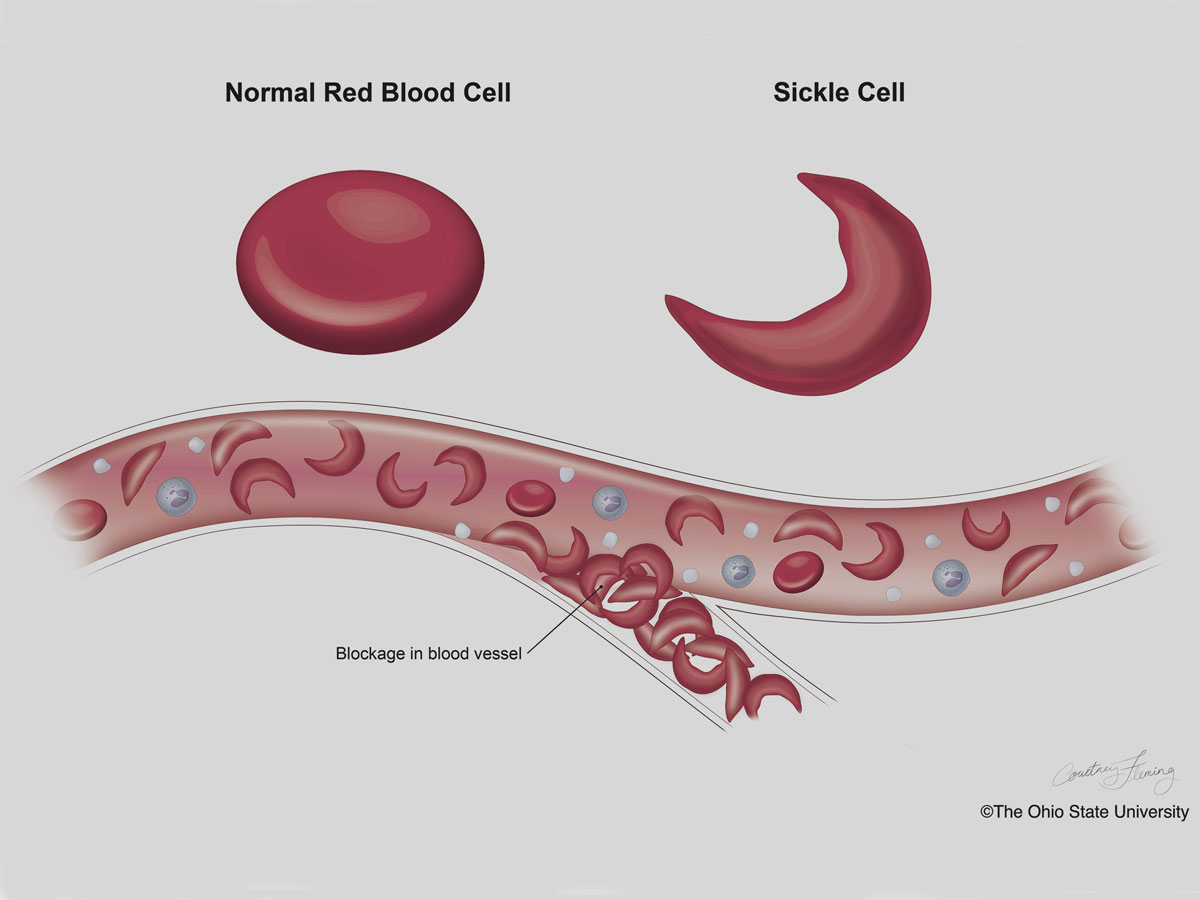 Normal Red Blood Cell
Sickle Cell
Blockage in blood vessel
Courtney Fleming
©The Ohio State University